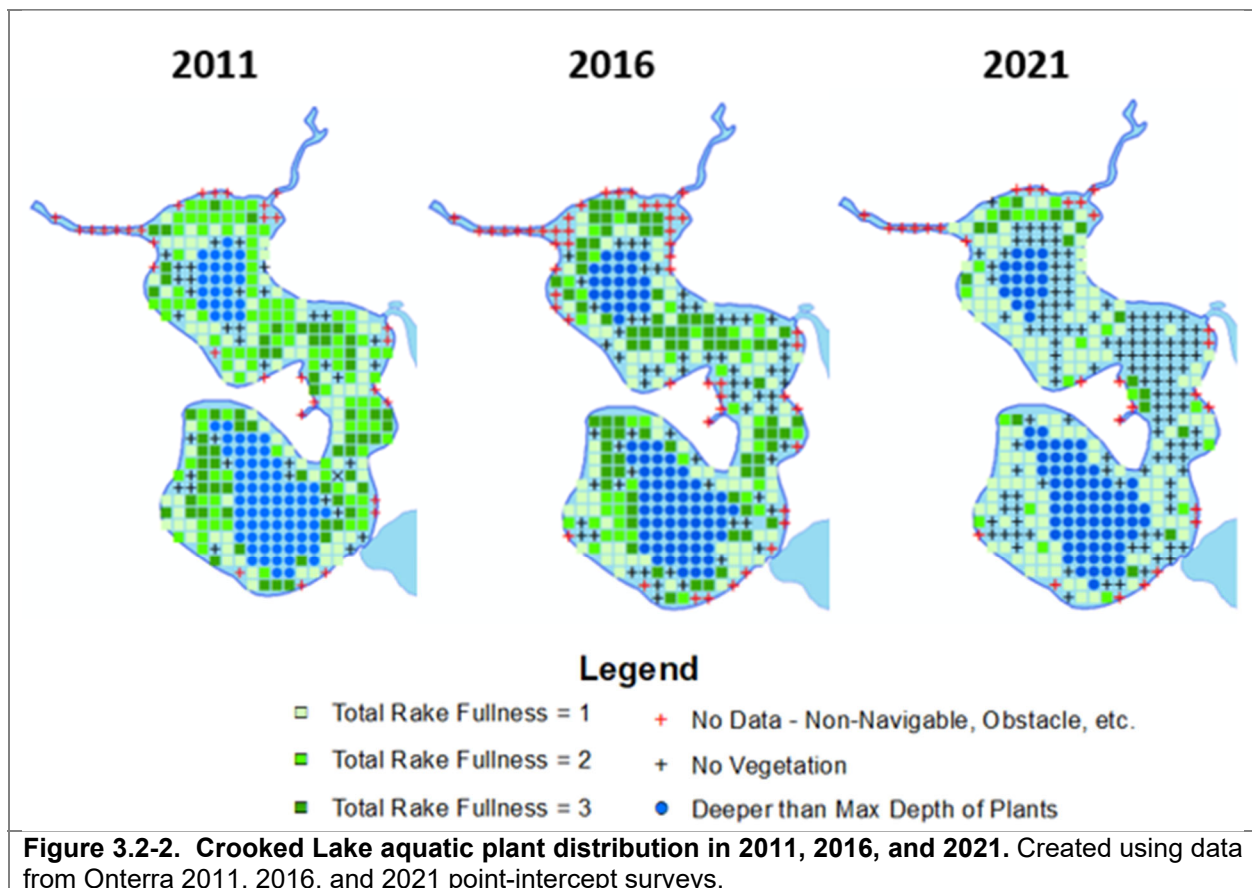 2011 2016 2021
Legend
Total Rake Fullness = 1
Total Rake Fullness = 2
Total Rake Fullness = 3
No Data - Non-Navigable, Obstacle, etc.
No Vegetation
Deeper than Max Depth of Plants
Figure 3.2-2. Crooked Lake aquatic plant distribution in 2011, 2016, and 2021. Created using data
from Onterra 2011, 2016, and 2021 point-intercept surveys.